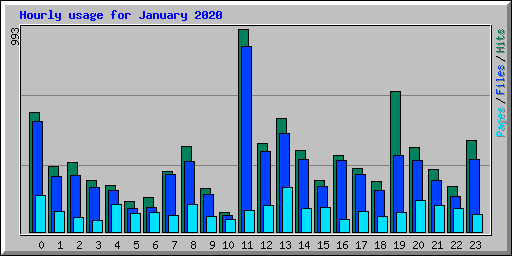 Hourly usage for January 2020
993
Pages/Files/Hits
0 1 2 3 4 5 6 7 8 9 10 11 12 13 14 15 16 17 18 19 20 21 22 23